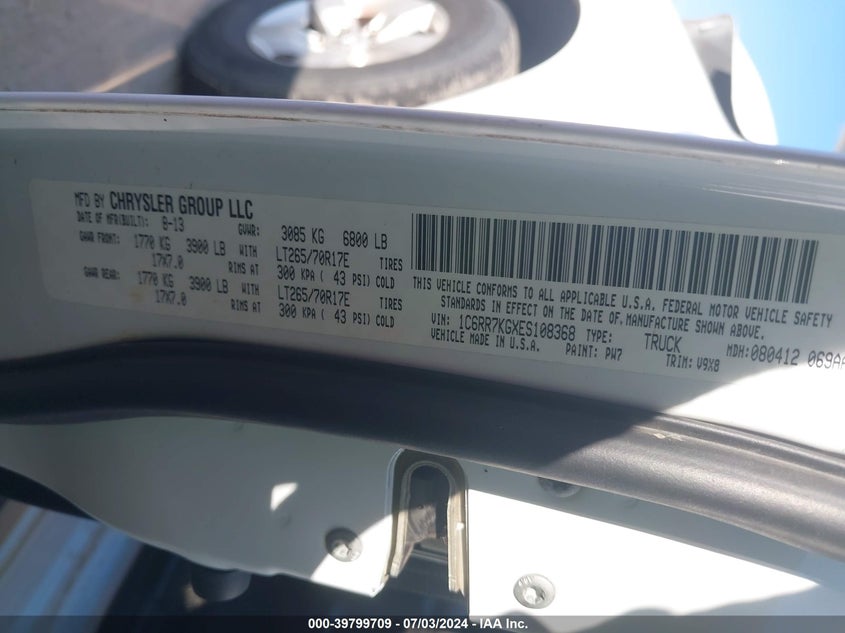 MFD BY CHRYSLER GROUP LLC
DATE OF MFR(BUILT): 8-13 GVWR: 3085 KG 6800 LB
GAWR FRONT: 1770 KG 3900 LB WITH LT265/70R17E TIRES
17X7.0 RIMS AT 300 KPA ( 43 PSI) COLD
GAWR REAR: 1770 KG 3900 LB WITH LT265/70R17E TIRES
17X7.0 RIMS AT 300 KPA ( 43 PSI) COLD
THIS VEHICLE CONFORMS TO ALL APPLICABLE U.S.A. FEDERAL MOTOR VEHICLE SAFETY
STANDARDS IN EFFECT ON THE DATE OF MANUFACTURE SHOWN ABOVE.
VIN: 1C6RR7KGXES108368 TYPE: TRUCK MDH:080412 069AA
VEHICLE MADE IN U.S.A. PAINT: PW7 TRIM: V9X8
000-39799709 - 07/03/2024 - IAA Inc.